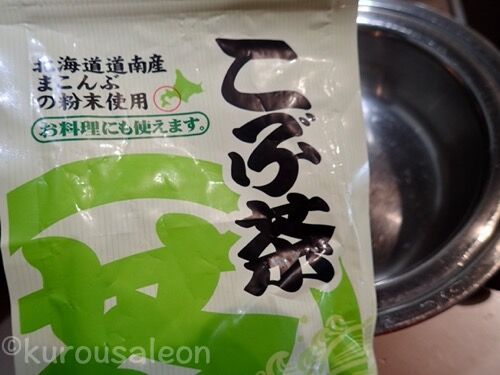 北海道道南産
まこんぶ
の粉末使用
お料理にも使えます。
こぶ茶
©kurousaleon